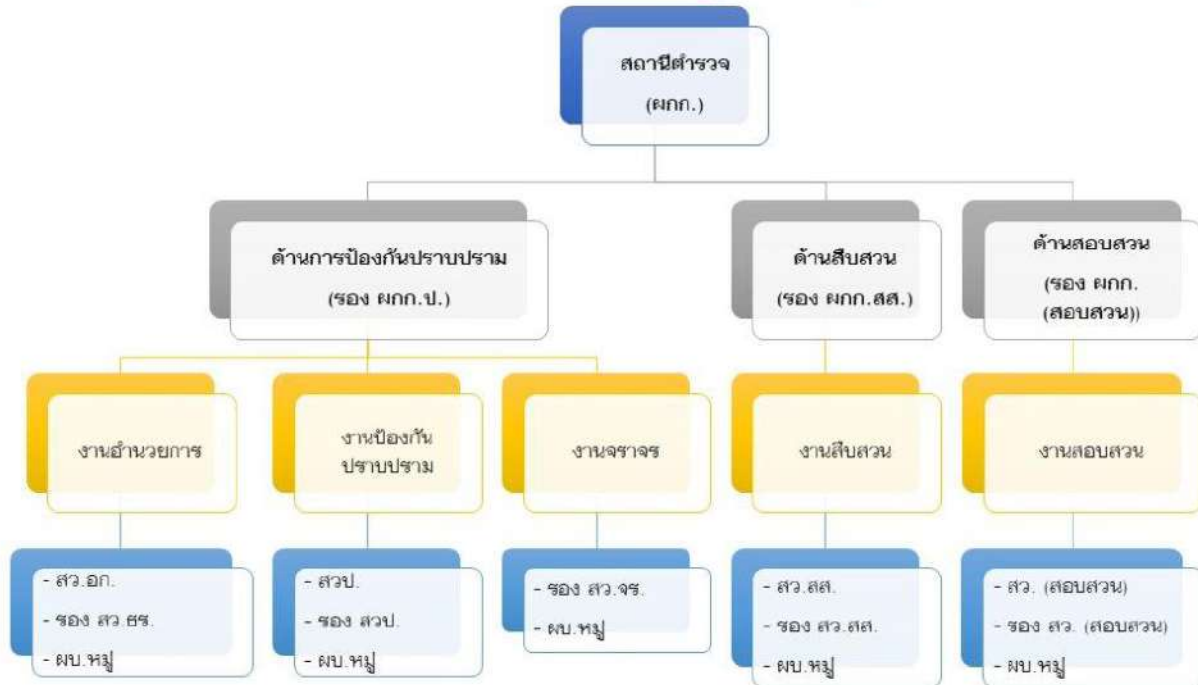 สถานีตำรวจ
(ผกก.)
ด้านการป้องกันปราบปราม
(รอง ผกก.ป.)
ด้านสืบสวน
(รอง ผกก.สส.)
ด้านสอบสวน
(รอง ผกก.
(สอบสวน))
งานอำนวยการ
งานป้องกัน
ปราบปราม
งานจราจร
งานสืบสวน
งานสอบสวน
- สว.อก.
- รอง สว.ธร.
- ผบ.หมู่
- สวป.
- รอง สวป.
- ผบ.หมู่
- รอง สว.จร.
- ผบ.หมู่
- สว.สส.
- รอง สว.สส.
- ผบ.หมู่
- สว. (สอบสวน)
- รอง สว. (สอบสวน)
- ผบ.หมู่